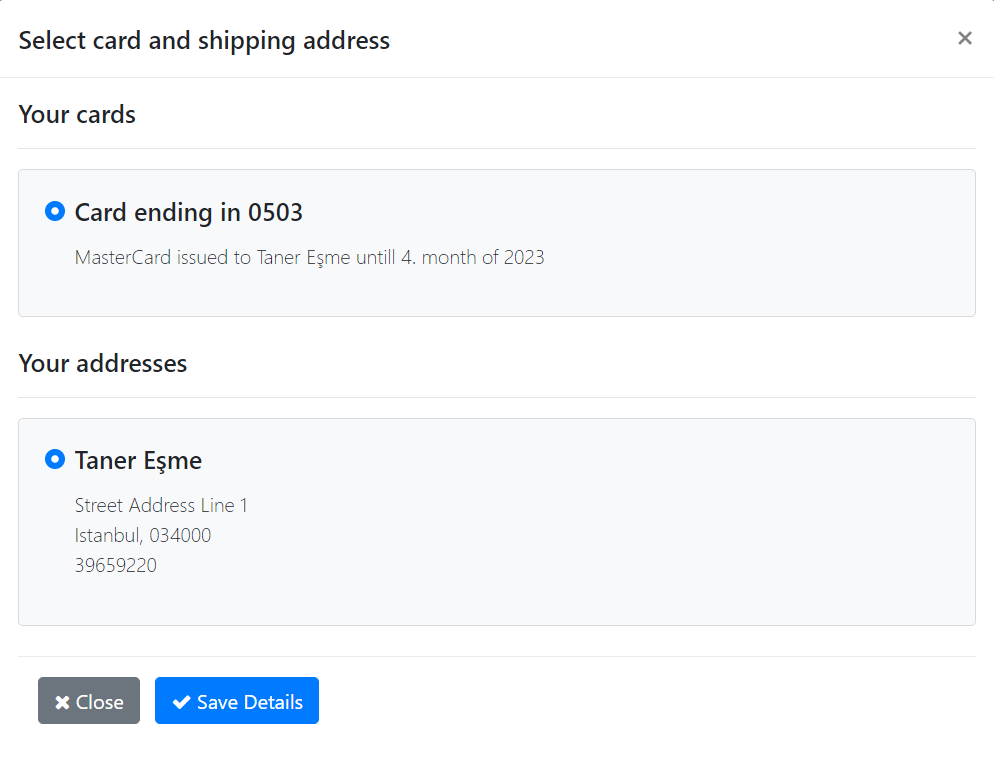 Select card and shipping address
Your cards
Card ending in 0503
MasterCard issued to Taner Eşme untill 4. month of 2023
Your addresses
Taner Eşme
Street Address Line 1
Istanbul, 034000
39659220
Close
Save Details